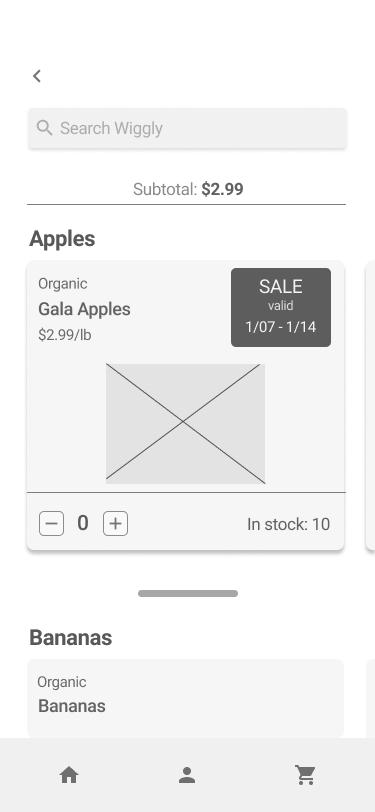 Search Wiggly
Subtotal: $2.99
Apples
Organic
Gala Apples
$2.99/lb
SALE
valid
1/07 - 1/14
0
In stock: 10
Bananas
Organic
Bananas